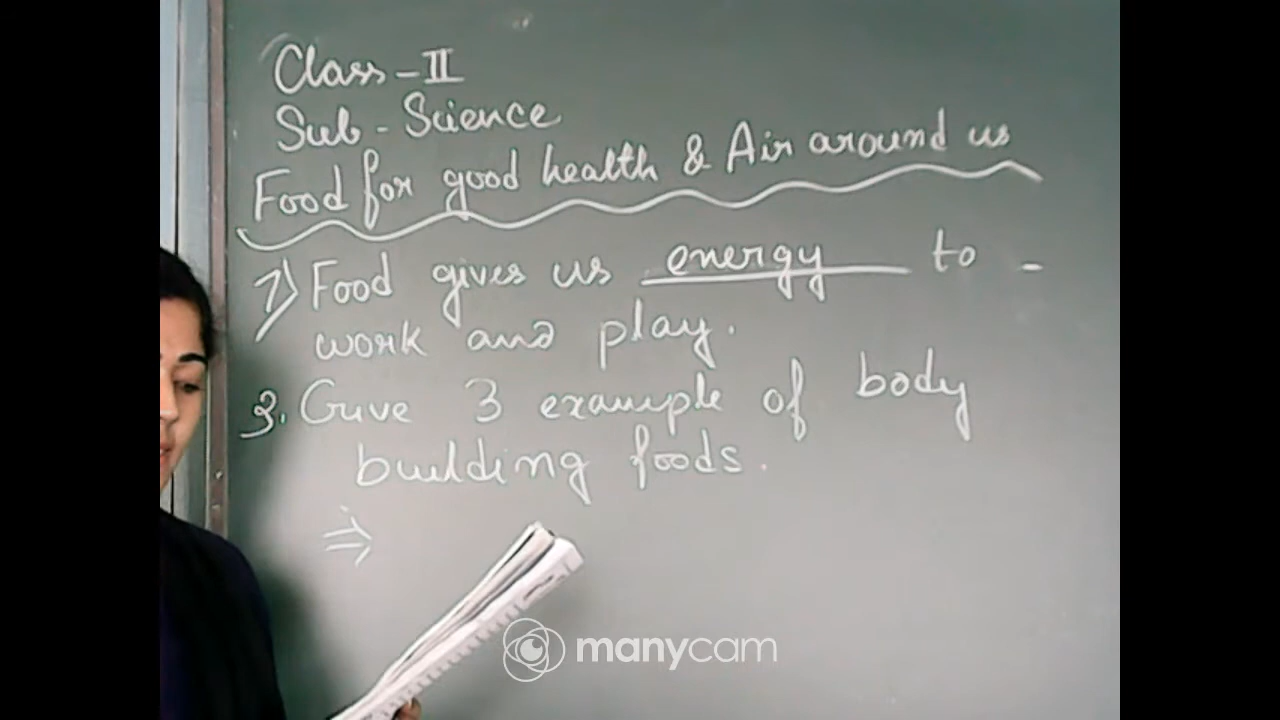 Class - II
Sub - Science
Food for good health & Air around us
1) Food gives us energy to -
work and play.
3. Give 3 example of body
building foods.
⇒
manycam